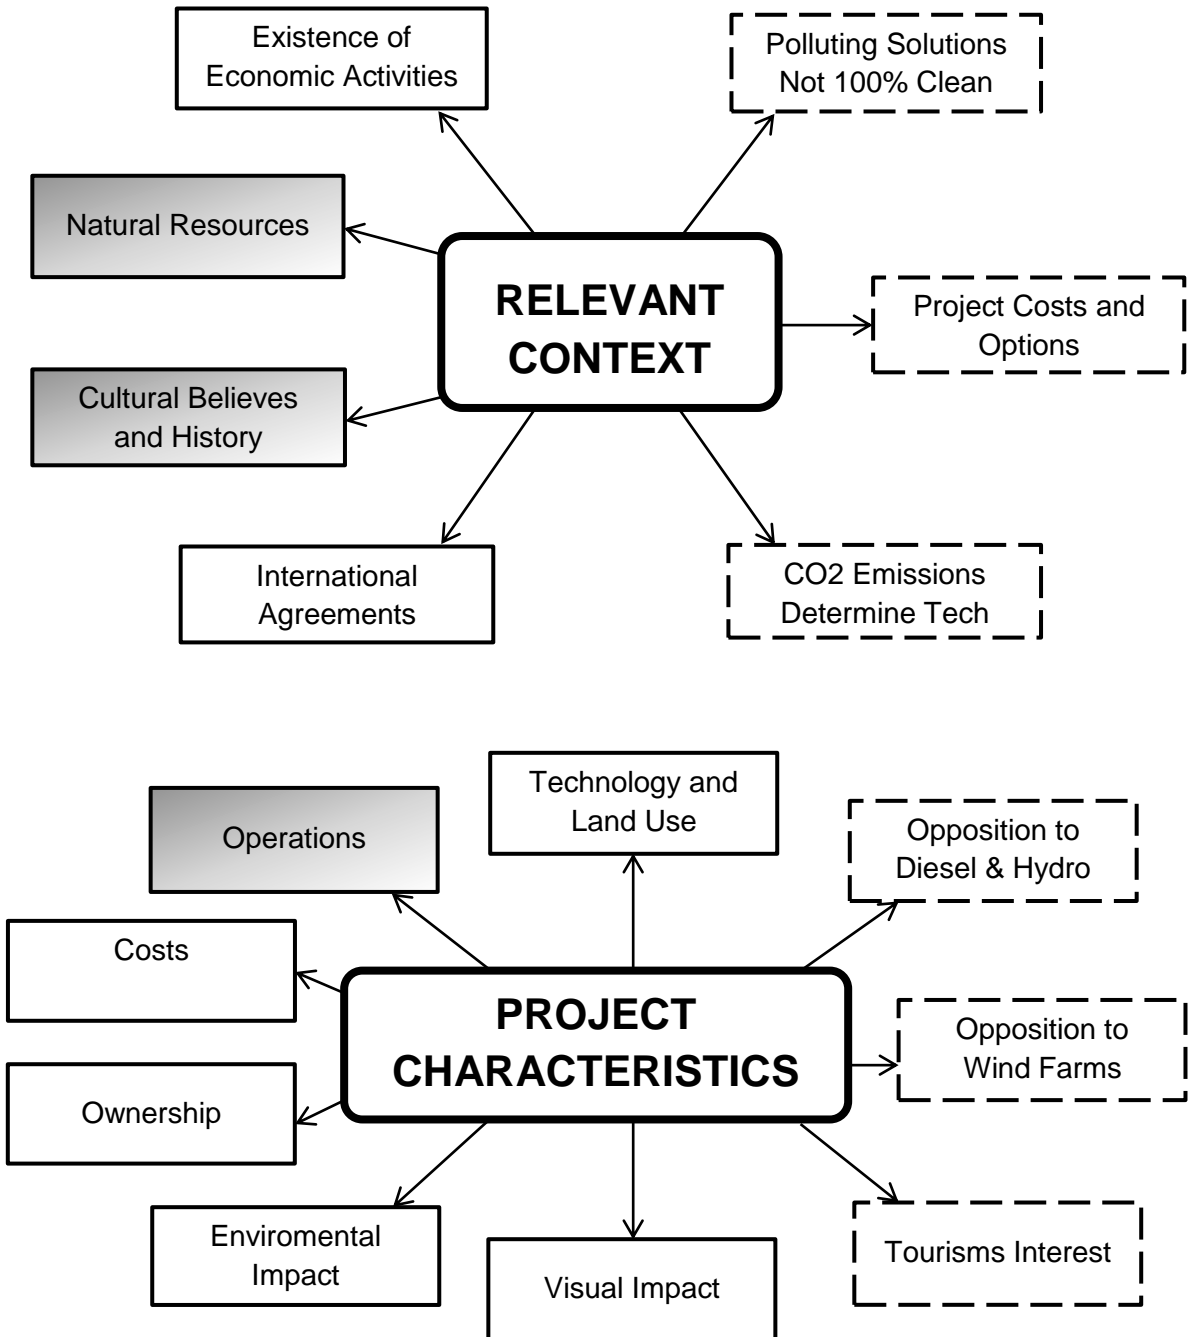 Existence of
Economic Activities
Polluting Solutions
Not 100% Clean
Natural Resources
RELEVANT
CONTEXT
Project Costs and
Options
Cultural Believes
and History
International
Agreements
CO2 Emissions
Determine Tech
Technology and
Land Use
Operations
Opposition to
Diesel & Hydro
Costs
PROJECT
CHARACTERISTICS
Opposition to
Wind Farms
Ownership
Enviromental
Impact
Visual Impact
Tourisms Interest